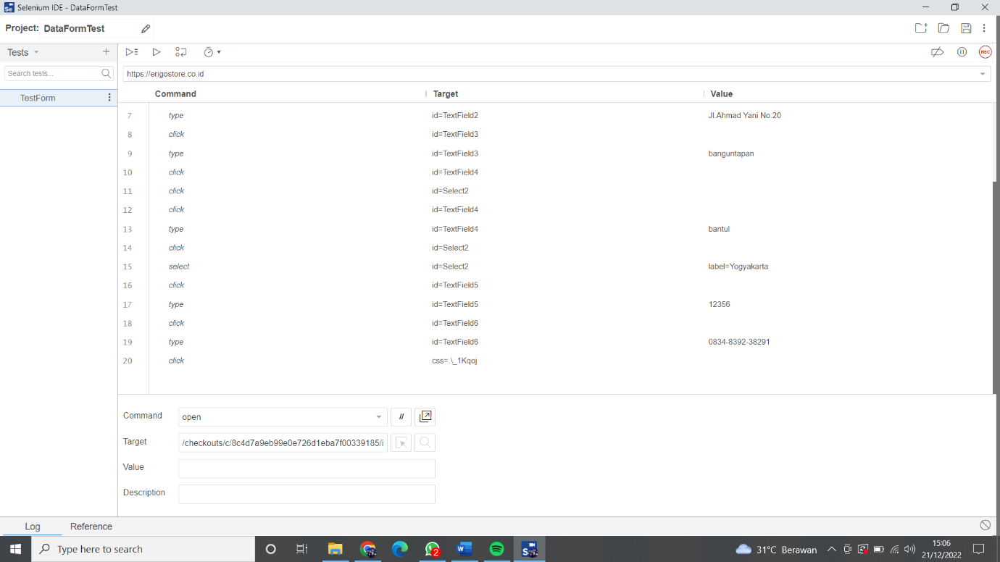 Selenium IDE - DataFormTest
Project: DataFormTest
Tests
Search tests...
TestForm
https://erigostore.co.id
Command Target Value
7 type id=TextField2 Jl.Ahmad Yani No.20
8 click id=TextField3
9 type id=TextField3 banguntapan
10 click id=TextField4
11 click id=Select2
12 click id=TextField4
13 type id=TextField4 bantul
14 click id=Select2
15 select id=Select2 label=Yogyakarta
16 click id=TextField5
17 type id=TextField5 12356
18 click id=TextField6
19 type id=TextField6 0834-8392-38291
20 click css=.\_1Kqoj
Command open //
Target /checkouts/c/8c4d7a9eb99e0e726d1eba7f00339185/i
Value
Description
Log Reference
Type here to search
2
31°C Berawan
15:06
21/12/2022
REC